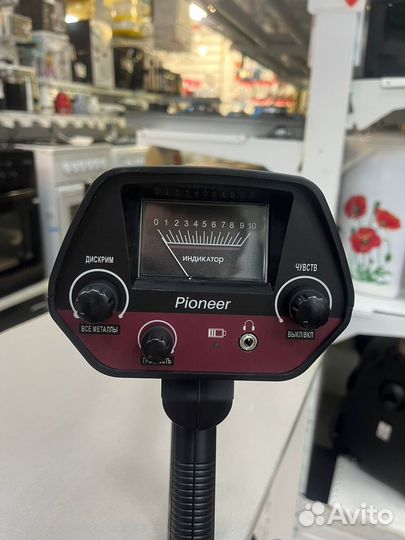 0 1 2 3 4 5 6 7 8 9 10
индикатор
ДИСКРИМ
ЧУВСТВ
Pioneer
ВСЕ МЕТАЛЛЫ
ВЫКЛ/ВКЛ
Avito